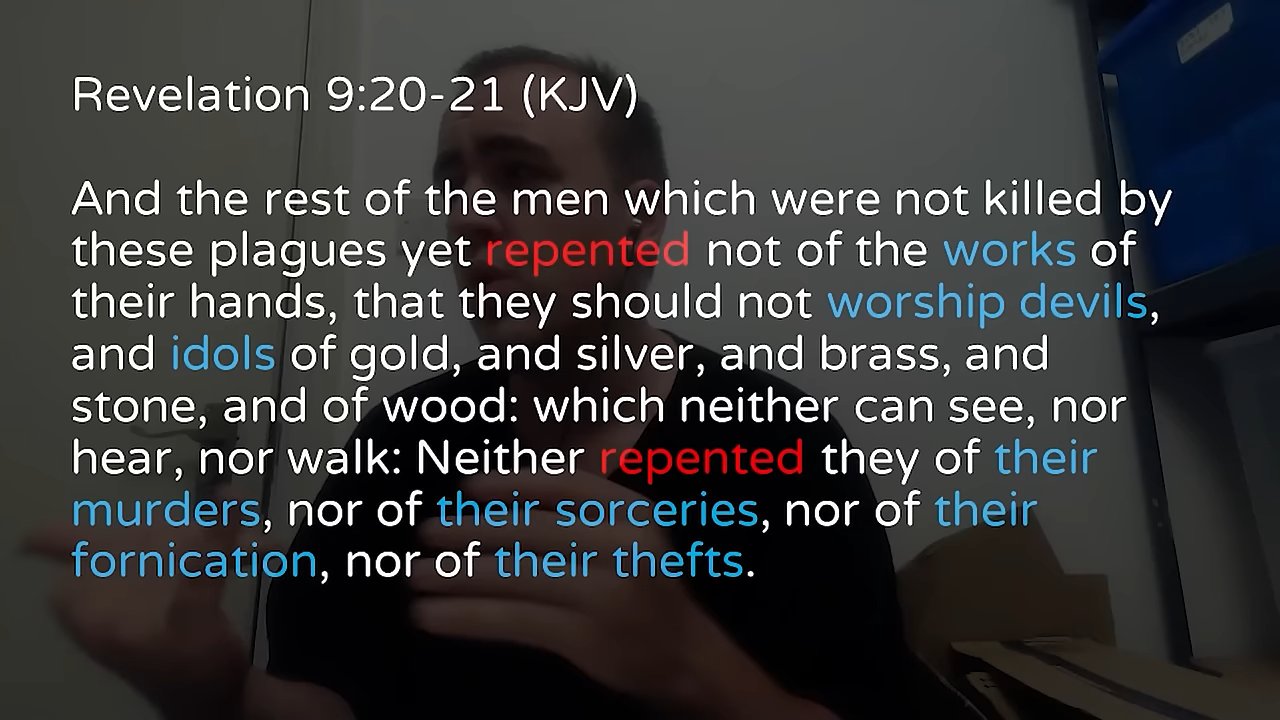 Revelation 9:20-21 (KJV)
And the rest of the men which were not killed by
these plagues yet repented not of the works of
their hands, that they should not worship devils,
and idols of gold, and silver, and brass, and
stone, and of wood: which neither can see, nor
hear, nor walk: Neither repented they of their
murders, nor of their sorceries, nor of their
fornication, nor of their thefts.